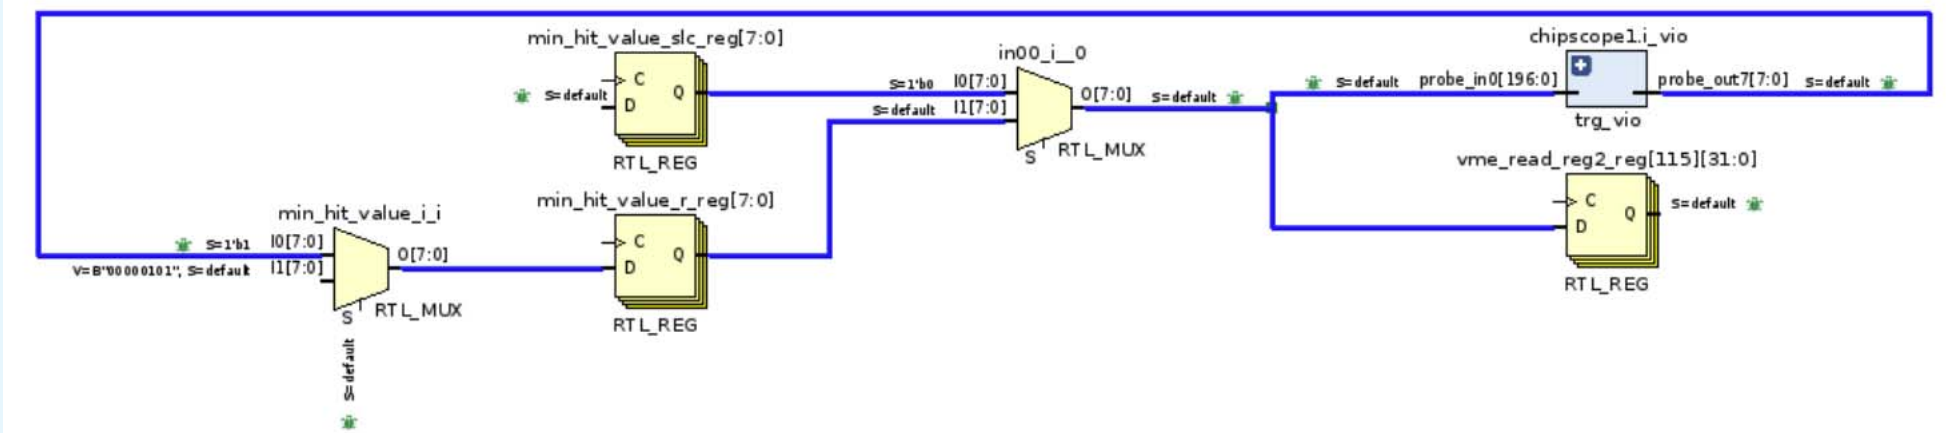 min_hit_value_slc_reg[7:0]
C
S=default
D
Q
RTL_REG
min_hit_value_i_i
S=1'b1
I0[7:0]
V=B"00000101", S=default
I1[7:0]
O[7:0]
S
RTL_MUX
S=default
min_hit_value_r_reg[7:0]
C
D
Q
RTL_REG
in00_i__0
S=1'b0
I0[7:0]
S=default
I1[7:0]
O[7:0]
S=default
S
RTL_MUX
chipscope1.i_vio
S=default
probe_in0[196:0]
probe_out7[7:0]
S=default
trg_vio
vme_read_reg2_reg[115][31:0]
C
D
Q
S=default
RTL_REG